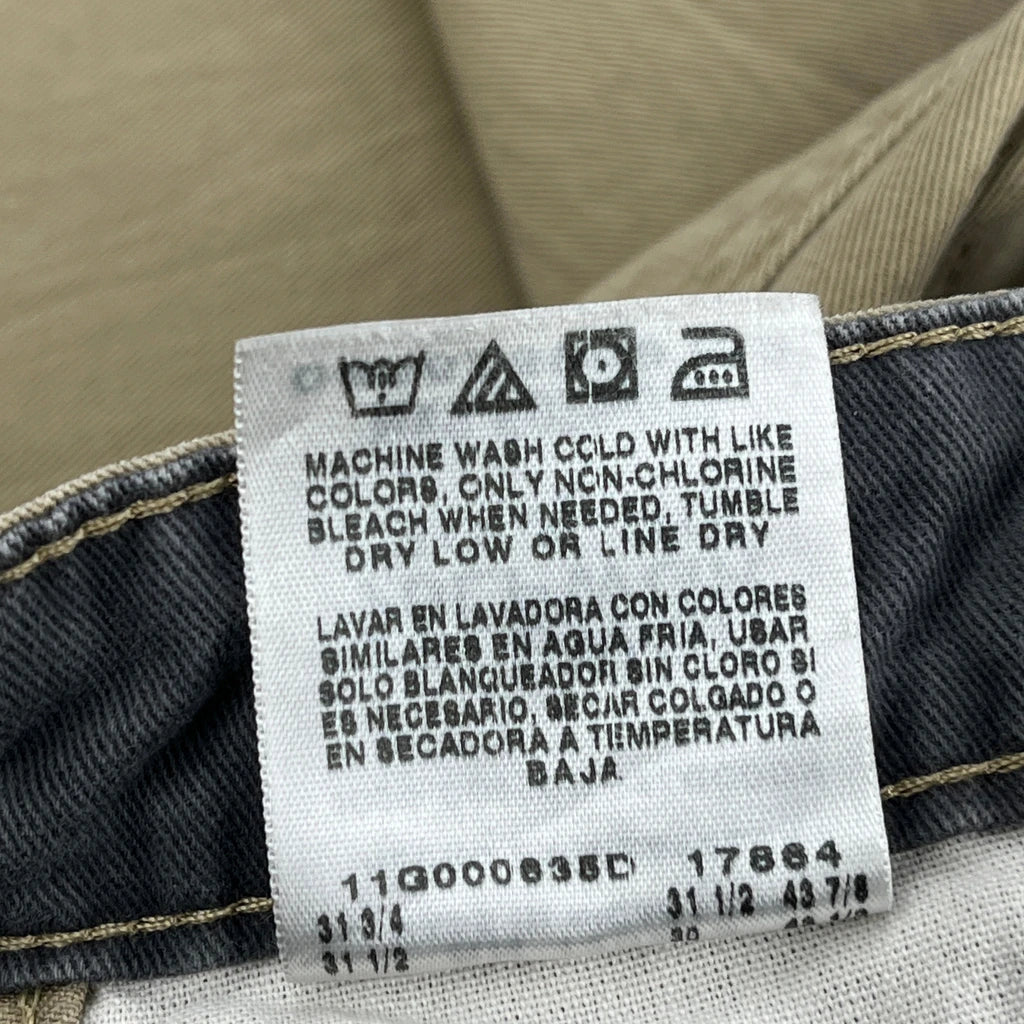 MACHINE WASH COLD WITH LIKE
COLORS, ONLY NON-CHLORINE
BLEACH WHEN NEEDED, TUMBLE
DRY LOW OR LINE DRY
LAVAR EN LAVADORA CON COLORES
SIMILARES EN AGUA FRIA, USAR
SOLO BLANQUEADOR SIN CLORO SI
ES NECESARIO, SECAR COLGADO O
EN SECADORA A TEMPERATURA
BAJA
17884
31 3/4 31 1/2 43 7/8
31 1/2 30